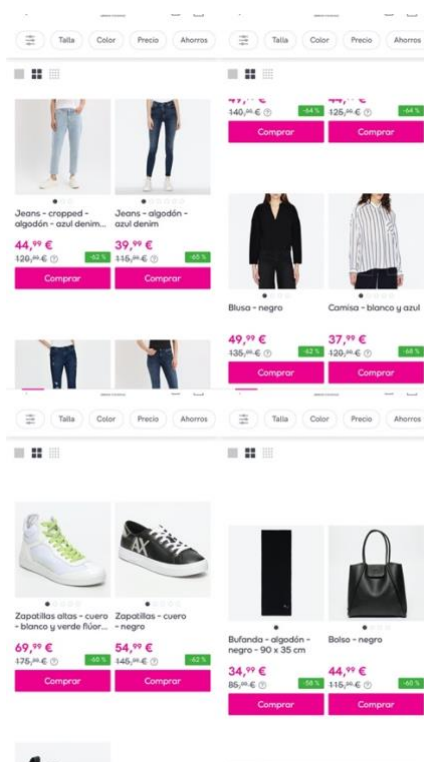 Talla Color Precio Ahorros
Jeans - cropped - algodón - azul denim...
44,99 €
120,00 € -62 %
Comprar
Jeans - algodón - azul denim
39,99 €
115,00 € -65 %
Comprar
Talla Color Precio Ahorros
140,00 € -64 %
Comprar
125,00 € -64 %
Comprar
Blusa - negro
49,99 €
135,00 € -62 %
Comprar
Camisa - blanco y azul
37,99 €
120,00 € -68 %
Comprar
Talla Color Precio Ahorros
Zapatillas altas - cuero - blanco y verde flúor...
69,99 €
175,00 € -60 %
Comprar
AX
Zapatillas - cuero - negro
54,99 €
145,00 € -62 %
Comprar
Talla Color Precio Ahorros
Bufanda - algodón - negro - 90 x 35 cm
34,99 €
85,00 € -58 %
Comprar
Bolso - negro
44,99 €
115,00 € -60 %
Comprar